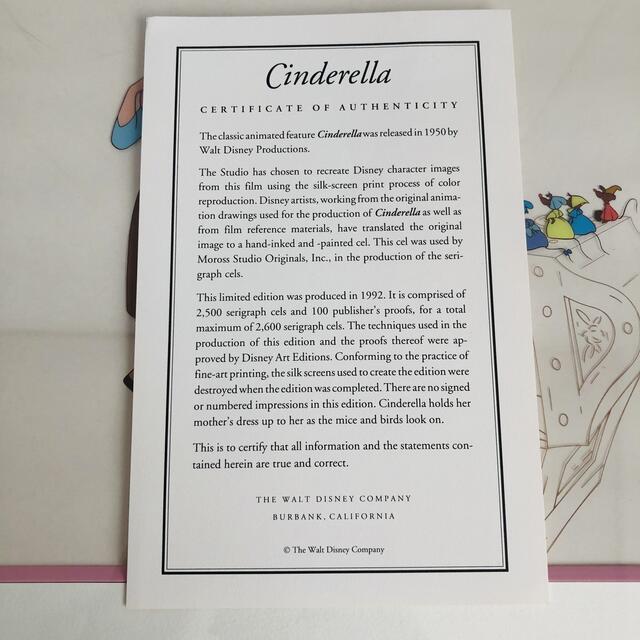 Cinderella
CERTIFICATE OF AUTHENTICITY
The classic animated feature Cinderella was released in 1950 by
Walt Disney Productions.
The Studio has chosen to recreate Disney character images
from this film using the silk-screen print process of color
reproduction. Disney artists, working from the original anima-
tion drawings used for the production of Cinderella as well as
from film reference materials, have translated the original
image to a hand-inked and -painted cel. This cel was used by
Moross Studio Originals, Inc., in the production of the seri-
graph cels.
This limited edition was produced in 1992. It is comprised of
2,500 serigraph cels and 100 publisher's proofs, for a total
maximum of 2,600 serigraph cels. The techniques used in the
production of this edition and the proofs thereof were ap-
proved by Disney Art Editions. Conforming to the practice of
fine-art printing, the silk screens used to create the edition were
destroyed when the edition was completed. There are no signed
or numbered impressions in this edition. Cinderella holds her
mother's dress up to her as the mice and birds look on.
This is to certify that all information and the statements con-
tained herein are true and correct.
THE WALT DISNEY COMPANY
BURBANK, CALIFORNIA
© The Walt Disney Company